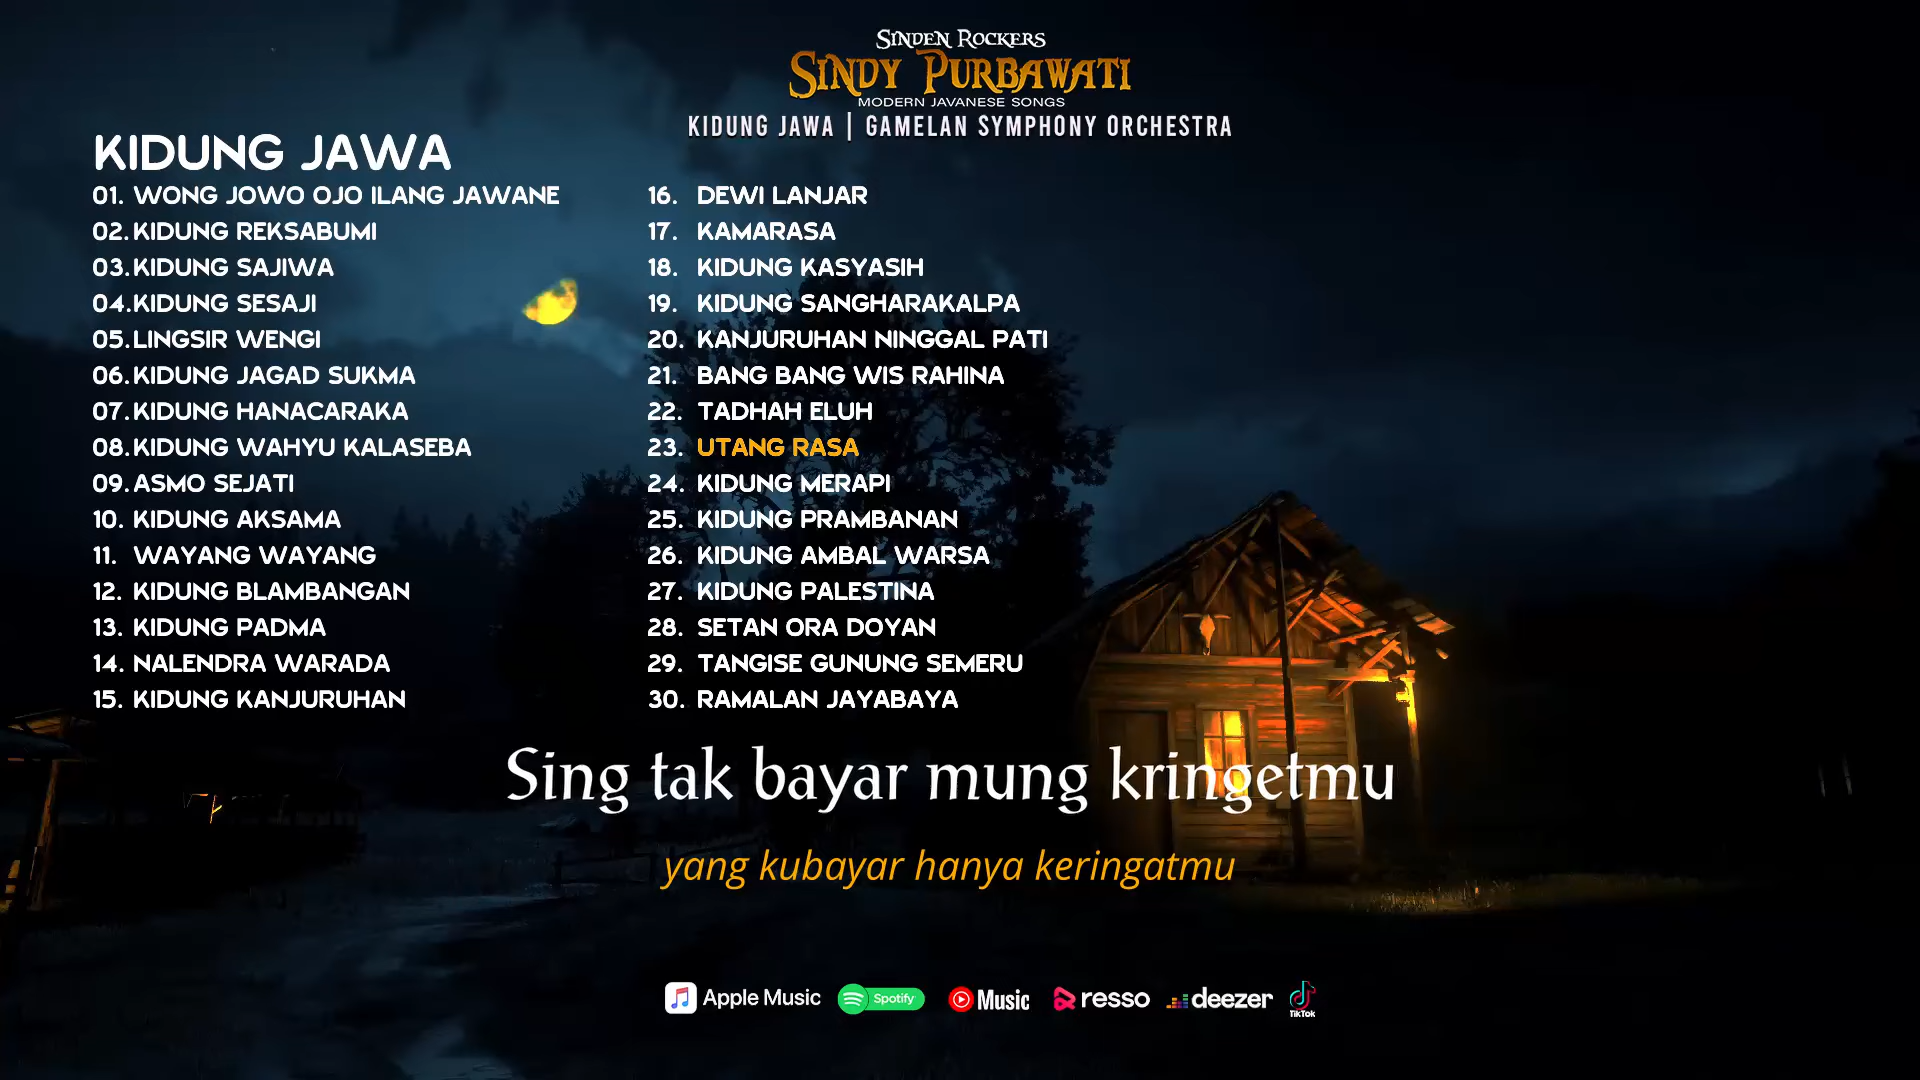 SINDEN ROCKERS
SINDY PURBAWATI
MODERN JAVANESE SONGS
KIDUNG JAWA | GAMELAN SYMPHONY ORCHESTRA
KIDUNG JAWA
01. WONG JOWO OJO ILANG JAWANE
02. KIDUNG REKSABUMI
03. KIDUNG SAJIWA
04. KIDUNG SESAJI
05. LINGSIR WENGI
06. KIDUNG JAGAD SUKMA
07. KIDUNG HANACARAKA
08. KIDUNG WAHYU KALASEBA
09. ASMO SEJATI
10. KIDUNG AKSAMA
11. WAYANG WAYANG
12. KIDUNG BLAMBANGAN
13. KIDUNG PADMA
14. NALENDRA WARADA
15. KIDUNG KANJURUHAN
16. DEWI LANJAR
17. KAMARASA
18. KIDUNG KASYASIH
19. KIDUNG SANGHARAKALPA
20. KANJURUHAN NINGGAL PATI
21. BANG BANG WIS RAHINA
22. TADHAH ELUH
23. UTANG RASA
24. KIDUNG MERAPI
25. KIDUNG PRAMBANAN
26. KIDUNG AMBAL WARSA
27. KIDUNG PALESTINA
28. SETAN ORA DOYAN
29. TANGISE GUNUNG SEMERU
30. RAMALAN JAYABAYA
Sing tak bayar mung kringetmu
yang kubayar hanya keringatmu
Apple Music Spotify Music resso deezer TikTok